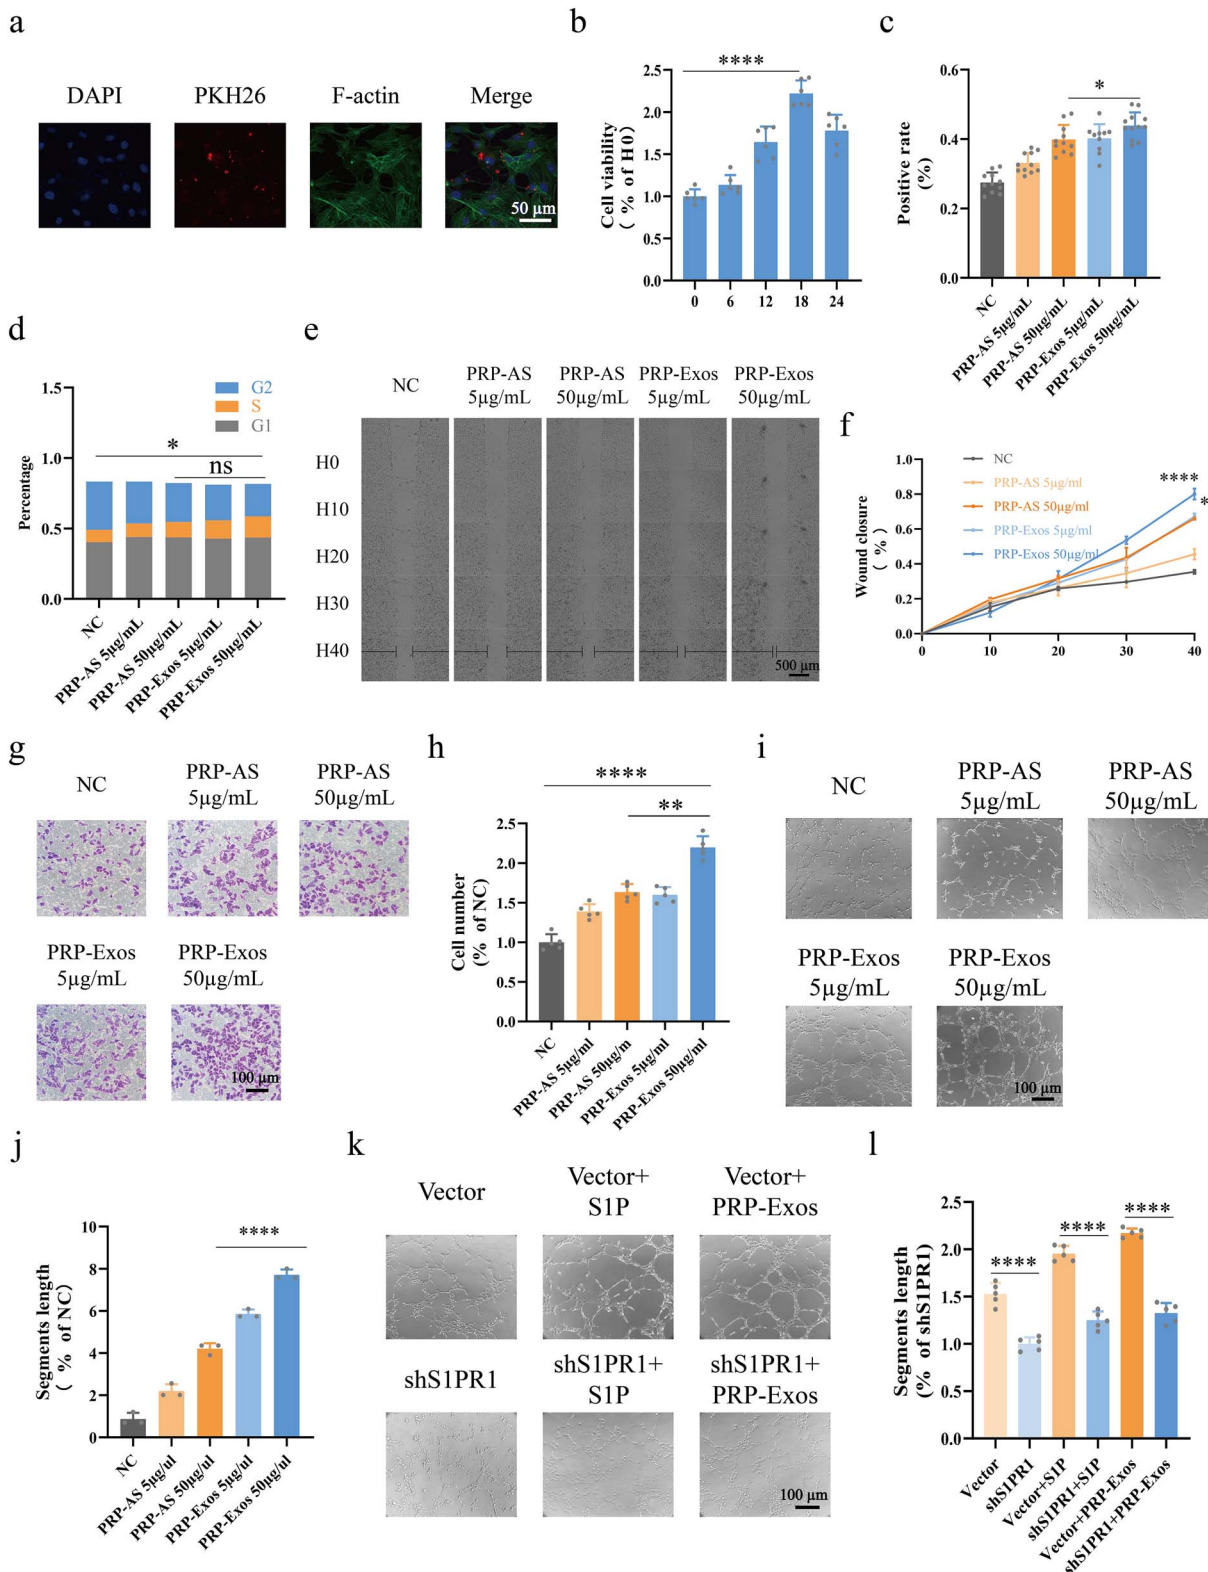 a
DAPI
PKH26
F-actin
Merge
50 µm
b
****
Cell viability
( % of H0)
2.5
2.0
1.5
1.0
0.5
0.0
0 6 12 18 24
c
*
Positive rate
(%)
0.6
0.4
0.2
0.0
NC
PRP-AS 5µg/mL
PRP-AS 50µg/mL
PRP-Exos 5µg/mL
PRP-Exos 50µg/mL
d
G2
S
G1
*
ns
Percentage
1.5
1.0
0.5
0.0
NC
PRP-AS 5µg/mL
PRP-AS 50µg/mL
PRP-Exos 5µg/mL
PRP-Exos 50µg/mL
e
NC
PRP-AS
5µg/mL
PRP-AS
50µg/mL
PRP-Exos
5µg/mL
PRP-Exos
50µg/mL
H0
H10
H20
H30
H40
500 µm
f
NC
PRP-AS 5µg/ml
PRP-AS 50µg/ml
PRP-Exos 5µg/ml
PRP-Exos 50µg/ml
****
*
Wound closure
( % )
1.0
0.8
0.6
0.4
0.2
0.0
0 10 20 30 40
g
NC
PRP-AS
5µg/mL
PRP-AS
50µg/mL
PRP-Exos
5µg/mL
PRP-Exos
50µg/mL
100 µm
h
****
**
Cell number
(% of NC)
2.5
2.0
1.5
1.0
0.5
0.0
NC
PRP-AS 5µg/ml
PRP-AS 50µg/m
PRP-Exos 5µg/ml
PRP-Exos 50µg/ml
i
NC
PRP-AS
5µg/mL
PRP-AS
50µg/mL
PRP-Exos
5µg/mL
PRP-Exos
50µg/mL
100 µm
j
****
Segments length
( % of NC)
10
8
6
4
2
0
NC
PRP-AS 5µg/ul
PRP-AS 50µg/ul
PRP-Exos 5µg/ul
PRP-Exos 50µg/ul
k
Vector
Vector+
S1P
Vector+
PRP-Exos
shS1PR1
shS1PR1+
S1P
shS1PR1+
PRP-Exos
100 µm
l
****
****
****
Segments length
(% of shS1PR1)
2.5
2.0
1.5
1.0
0.5
0.0
Vector
shS1PR1
Vector+S1P
shS1PR1+S1P
Vector+PRP-Exos
shS1PR1+PRP-Exos